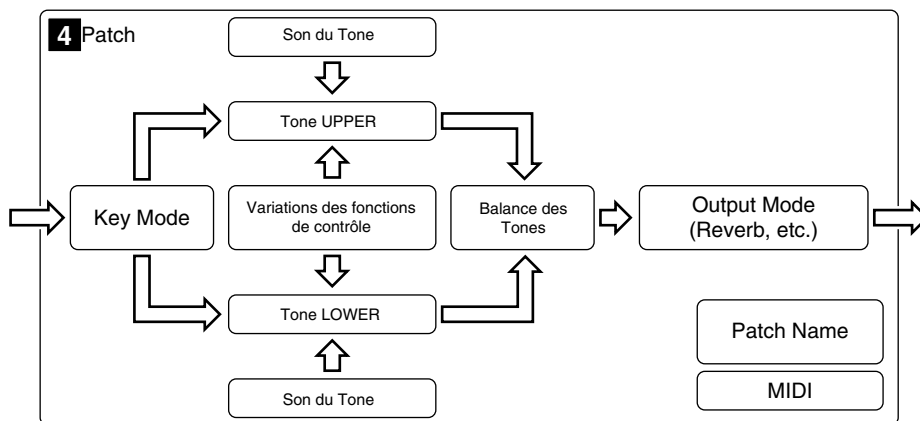 4 Patch
Son du Tone
Tone UPPER
Key Mode
Variations des fonctions
de contrôle
Balance des
Tones
Output Mode
(Reverb, etc.)
Tone LOWER
Son du Tone
Patch Name
MIDI